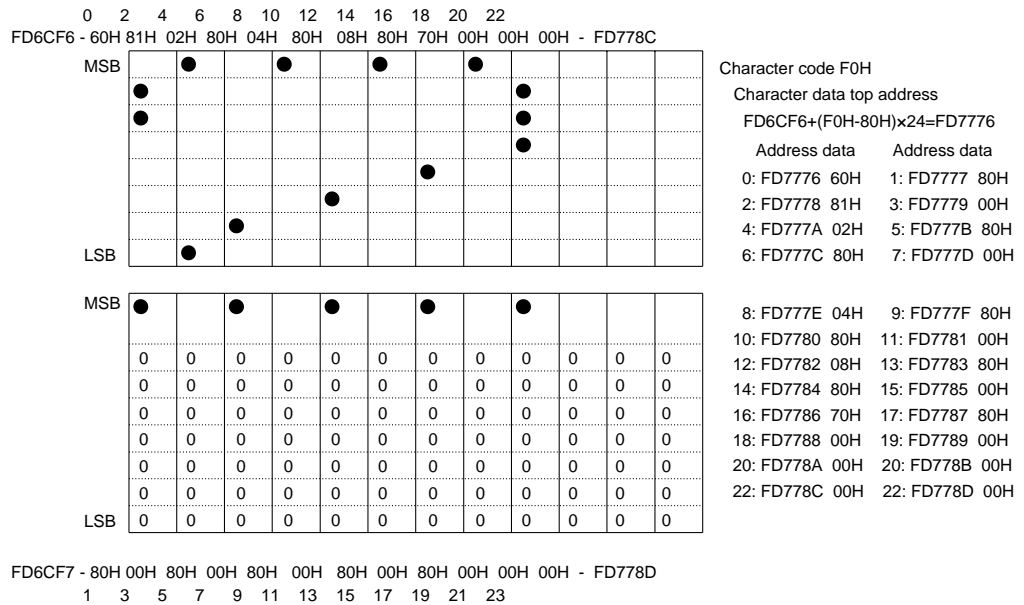 0 2 4 6 8 10 12 14 16 18 20 22
FD6CF6 - 60H 81H 02H 80H 04H 80H 08H 80H 70H 00H 00H 00H - FD778C
MSB
LSB
MSB
0 0 0 0 0 0 0 0 0 0 0 0
0 0 0 0 0 0 0 0 0 0 0 0
0 0 0 0 0 0 0 0 0 0 0 0
0 0 0 0 0 0 0 0 0 0 0 0
0 0 0 0 0 0 0 0 0 0 0 0
0 0 0 0 0 0 0 0 0 0 0 0
LSB 0 0 0 0 0 0 0 0 0 0 0 0
FD6CF7 - 80H 00H 80H 00H 80H 00H 80H 00H 80H 00H 00H 00H - FD778D
1 3 5 7 9 11 13 15 17 19 21 23
Character code F0H
Character data top address
FD6CF6+(F0H-80H)×24=FD7776
Address data Address data
0: FD7776 60H 1: FD7777 80H
2: FD7778 81H 3: FD7779 00H
4: FD777A 02H 5: FD777B 80H
6: FD777C 80H 7: FD777D 00H
8: FD777E 04H 9: FD777F 80H
10: FD7780 80H 11: FD7781 00H
12: FD7782 08H 13: FD7783 80H
14: FD7784 80H 15: FD7785 00H
16: FD7786 70H 17: FD7787 80H
18: FD7788 00H 19: FD7789 00H
20: FD778A 00H 20: FD778B 00H
22: FD778C 00H 22: FD778D 00H